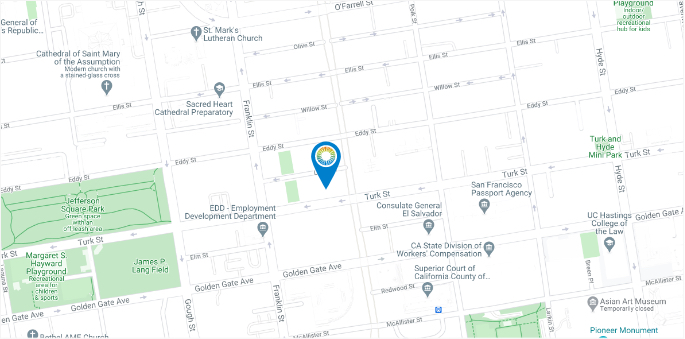 General of
's Republic...
O'Farrell St
Playground
Indoor
outdoor
recreational
hub for kids
St. Mark's
Lutheran Church
Olive St
Cathedral of Saint Mary
of the Assumption
Modern church with
a stained-glass cross
Hyde St
Ellis St
Willow St
Sacred Heart
Cathedral Preparatory
Ellis St
Ellis St
Willow St
Eddy St
Franklin St
Eddy St
Eddy St
Eddy St
Turk and
Hyde
Mini Park
Turk St
Turk St
Hyde St
Jefferson
Square Park
Green space
with an
off leash area
Turk St
San Francisco
Passport Agency
Turk St
EDD - Employment
Development Department
Consulate General
El Salvador
UC Hastings
College of
the Law
Golden Gate Ave
Elm St
CA State Division of
Workers' Compensation
Margaret S.
Hayward
Playground
Recreational
area for
children
& sports
James P.
Lang Field
Golden Gate Ave
Superior Court of
California County of...
Redwood St
McAllister St
Golden Gate Ave
Franklin St
Gough St
McAllister St
McAllister St
Larkin St
Asian Art Museum
Temporarily closed
Pioneer Monument
Bethel AME Church